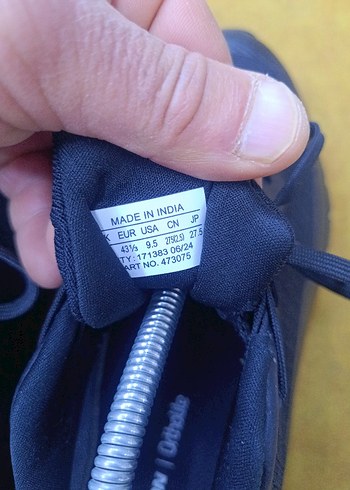 MADE IN INDIA
K EUR USA CN JP
43⅓ 9.5 275(2.5) 27.5
TY: 171383 06/24
ART NO. 473075